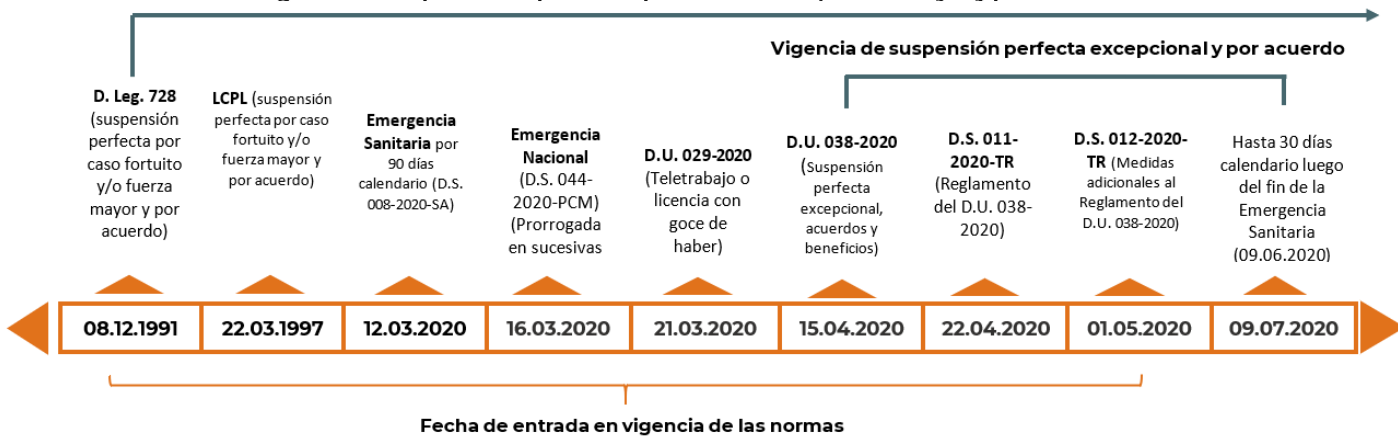 Vigencia de suspensión perfecta excepcional y por acuerdo
D. Leg. 728
(suspensión
perfecta por
caso fortuito
y/o fuerza
mayor y por
acuerdo)
LCPL (suspensión
perfecta por caso
fortuito y/o
fuerza mayor y
por acuerdo)
Emergencia
Sanitaria por
90 días
calendario (D.S.
008-2020-SA)
Emergencia
Nacional
(D.S. 044-
2020-PCM)
(Prorrogada
en sucesivas
D.U. 029-2020
(Teletrabajo o
licencia con
goce de
haber)
D.U. 038-2020
(Suspensión
perfecta
excepcional,
acuerdos y
beneficios)
D.S. 011-
2020-TR
(Reglamento
del D.U. 038-
2020)
D.S. 012-2020-
TR (Medidas
adicionales al
Reglamento del
D.U. 038-2020)
Hasta 30 días
calendario luego
del fin de la
Emergencia
Sanitaria
(09.06.2020)
08.12.1991
22.03.1997
12.03.2020
16.03.2020
21.03.2020
15.04.2020
22.04.2020
01.05.2020
09.07.2020
Fecha de entrada en vigencia de las normas